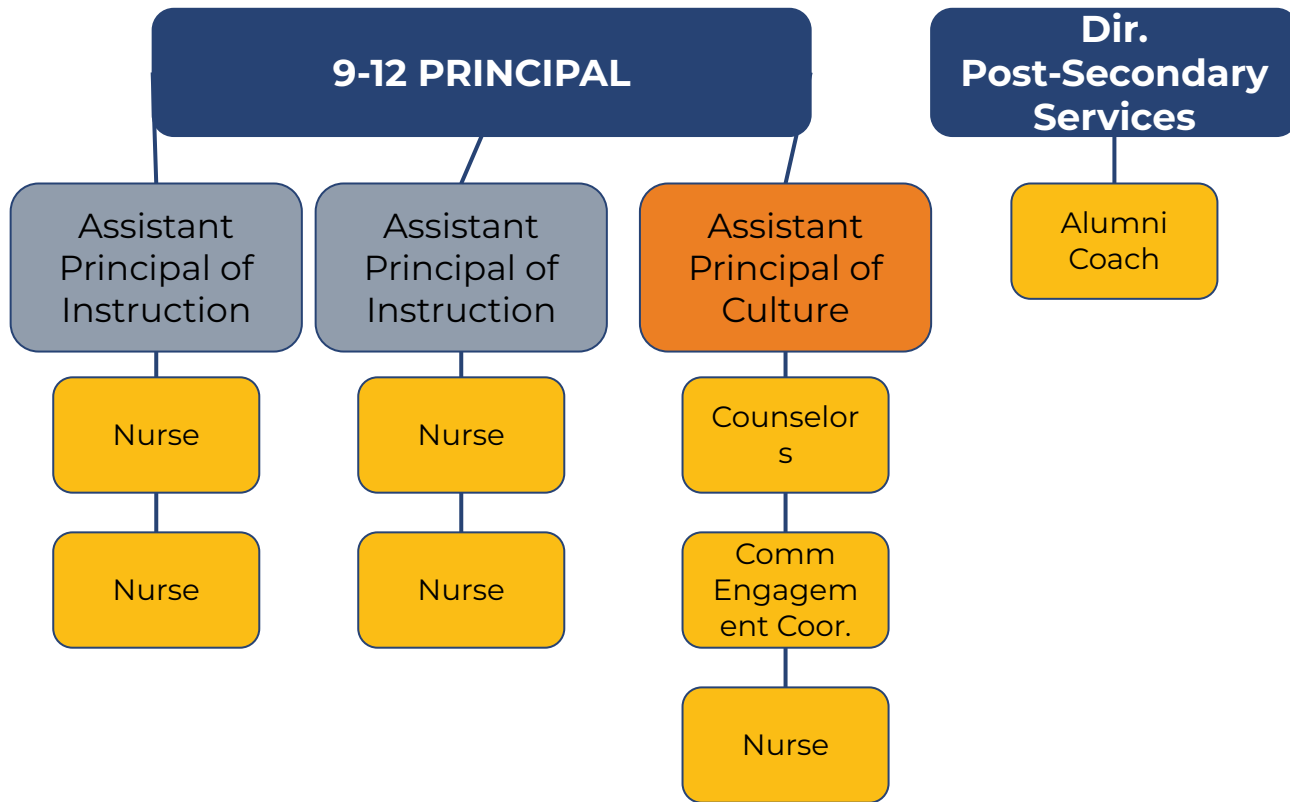 9-12 PRINCIPAL
Dir.
Post-Secondary
Services
Assistant
Principal of
Instruction
Assistant
Principal of
Instruction
Assistant
Principal of
Culture
Alumni
Coach
Nurse
Nurse
Counselor
s
Nurse
Nurse
Comm
Engagem
ent Coor.
Nurse